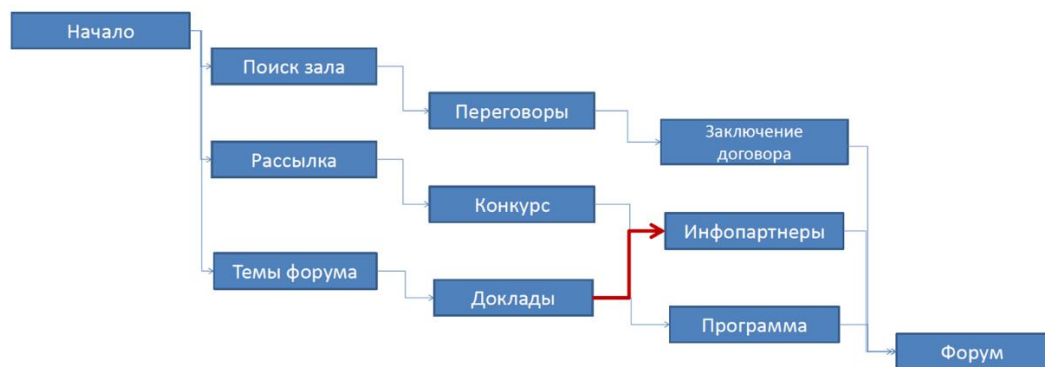 Начало
Поиск зала
Переговоры
Заключение
договора
Рассылка
Конкурс
Инфопартнеры
Темы форума
Доклады
Программа
Форум